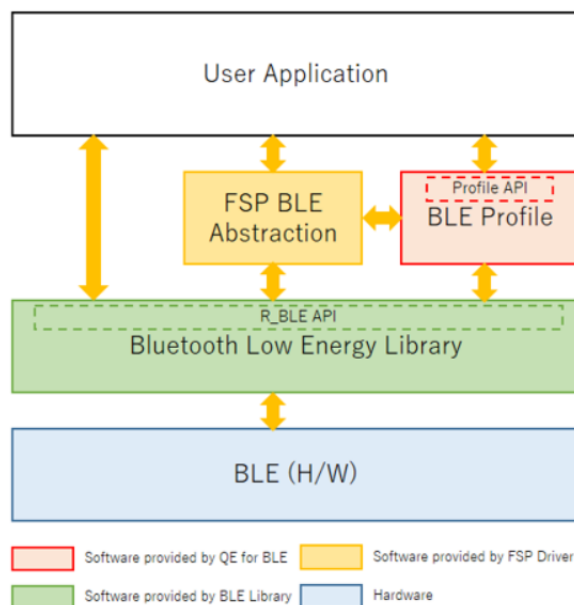 User Application
FSP BLE
Abstraction
Profile API
BLE Profile
R_BLE API
Bluetooth Low Energy Library
BLE (H/W)
Software provided by QE for BLE
Software provided by FSP Driver
Software provided by BLE Library
Hardware